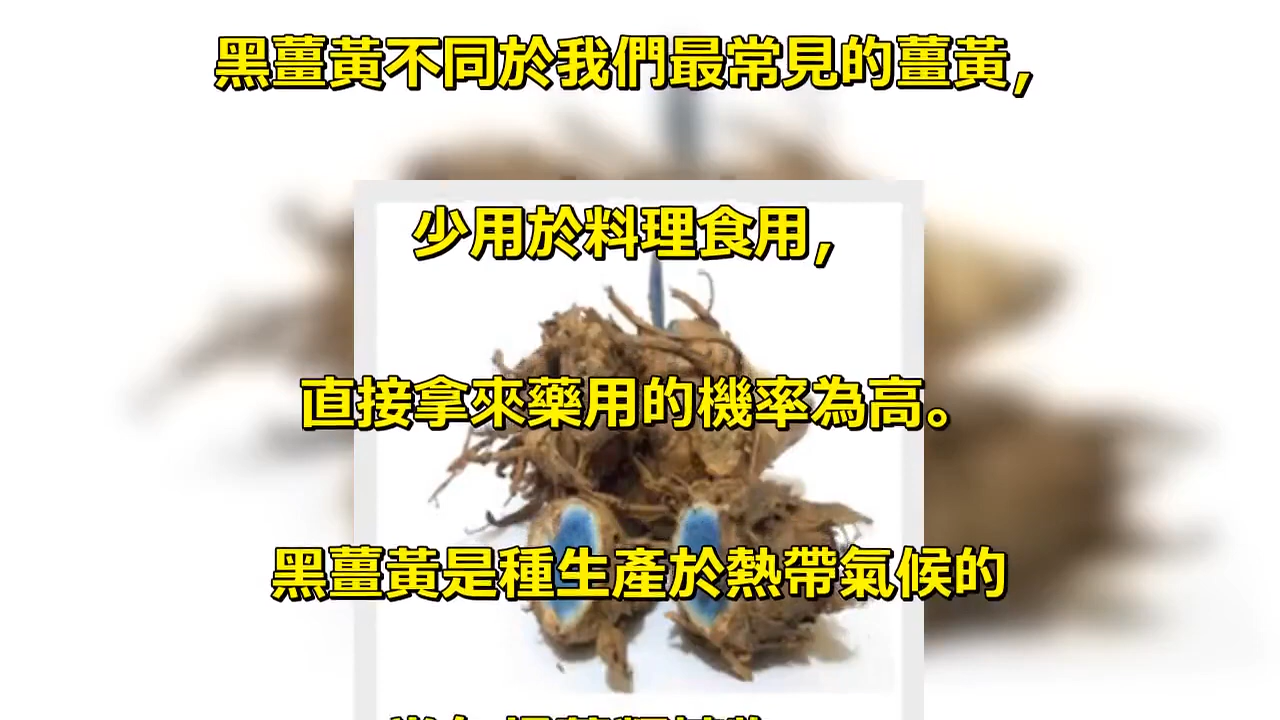 黑薑黃不同於我們最常見的薑黃,
少用於料理食用,
直接拿來藥用的機率為高。
黑薑黃是種生產於熱帶氣候的